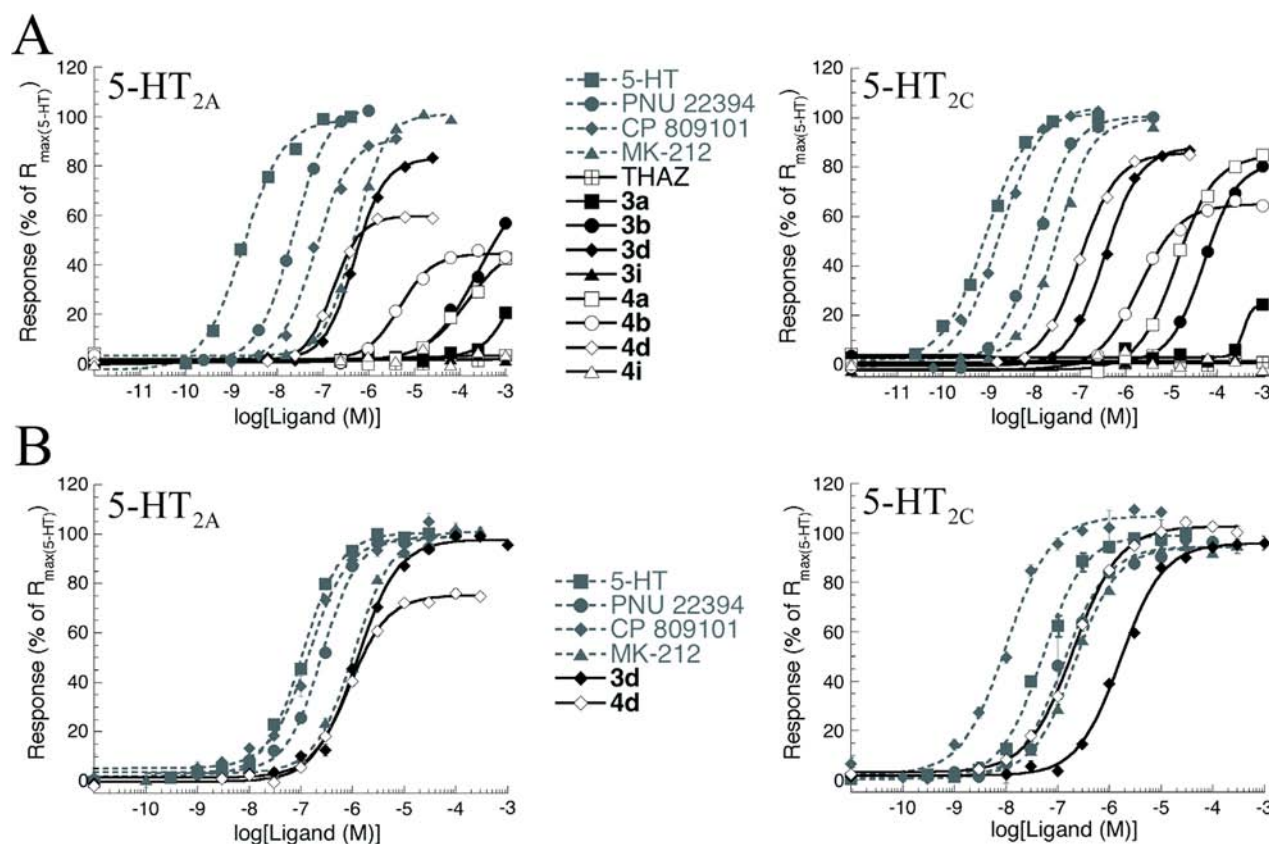 A
5-HT2A
Response (% of Rmax(5-HT))
120
100
80
60
40
20
0
-11 -10 -9 -8 -7 -6 -5 -4 -3
log[Ligand (M)]
5-HT
PNU 22394
CP 809101
MK-212
THAZ
3a
3b
3d
3i
4a
4b
4d
4i
5-HT2C
Response (% of Rmax(5-HT))
120
100
80
60
40
20
0
-11 -10 -9 -8 -7 -6 -5 -4 -3
log[Ligand (M)]
B
5-HT2A
Response (% of Rmax(5-HT))
120
100
80
60
40
20
0
-10 -9 -8 -7 -6 -5 -4 -3
log[Ligand (M)]
5-HT
PNU 22394
CP 809101
MK-212
3d
4d
5-HT2C
Response (% of Rmax(5-HT))
120
100
80
60
40
20
0
-10 -9 -8 -7 -6 -5 -4 -3
log[Ligand (M)]